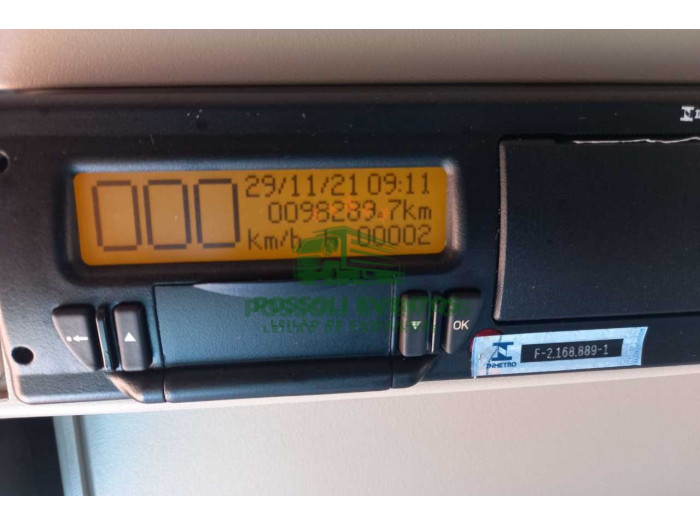 000
29/11/21 09:11
0098289.7km
km/h 00002
OK
INMETRO
F-2.168.889-1